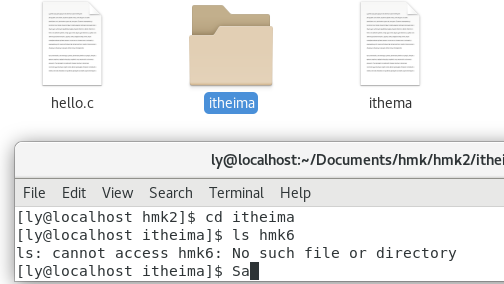 hello.c
itheima
ithema
ly@localhost:~/Documents/hmk/hmk2/ithei
File Edit View Search Terminal Help
[ly@localhost hmk2]$ cd itheima
[ly@localhost itheima]$ ls hmk6
ls: cannot access hmk6: No such file or directory
[ly@localhost itheima]$ Sa